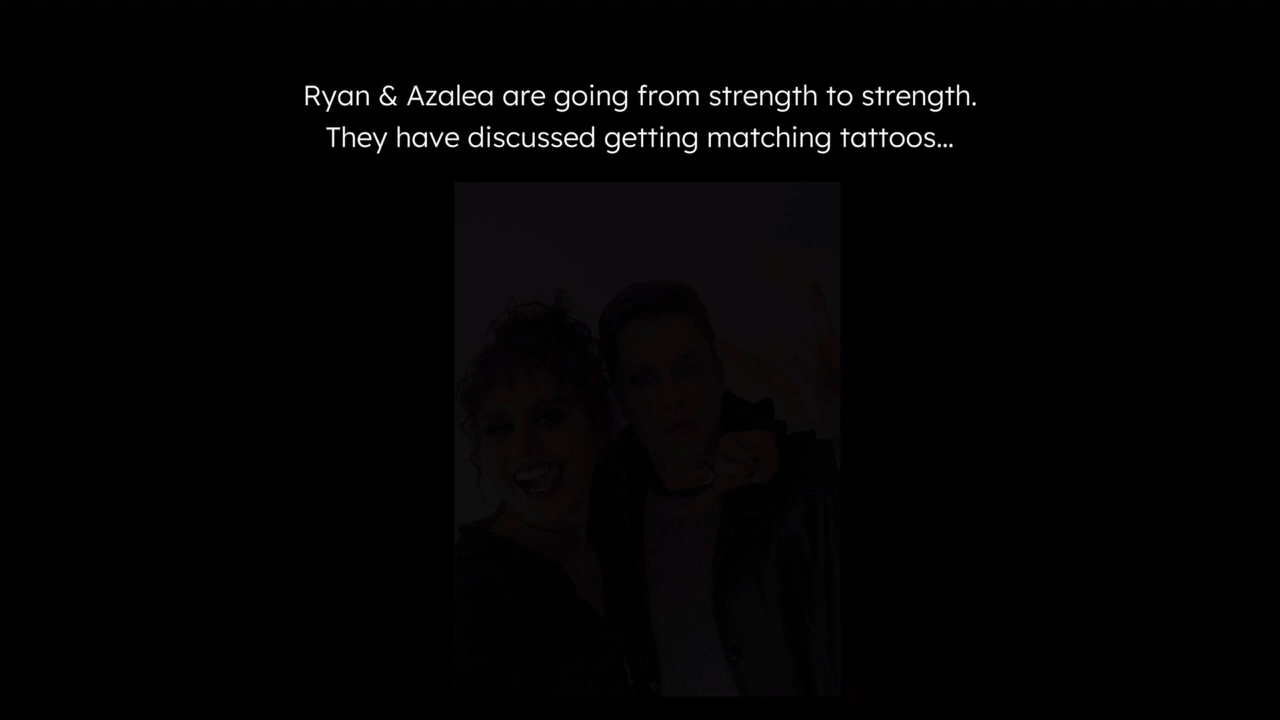 Ryan & Azalea are going from strength to strength.
They have discussed getting matching tattoos...